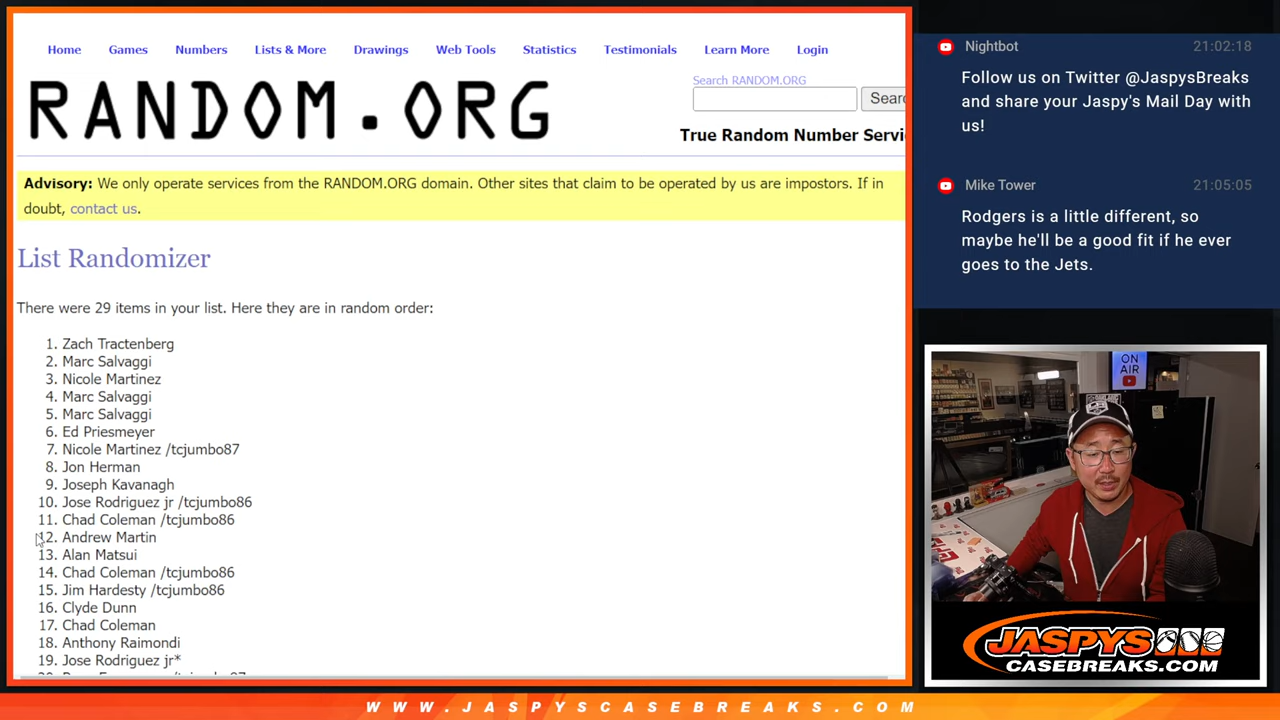 Home Games Numbers Lists & More Drawings Web Tools Statistics Testimonials Learn More Login
RANDOM.ORG
Search RANDOM.ORG
Searc
True Random Number Servi
Advisory: We only operate services from the RANDOM.ORG domain. Other sites that claim to be operated by us are impostors. If in
doubt, contact us.
List Randomizer
There were 29 items in your list. Here they are in random order:
1. Zach Tractenberg
2. Marc Salvaggi
3. Nicole Martinez
4. Marc Salvaggi
5. Marc Salvaggi
6. Ed Priesmeyer
7. Nicole Martinez /tcjumbo87
8. Jon Herman
9. Joseph Kavanagh
10. Jose Rodriguez jr /tcjumbo86
11. Chad Coleman /tcjumbo86
12. Andrew Martin
13. Alan Matsui
14. Chad Coleman /tcjumbo86
15. Jim Hardesty /tcjumbo86
16. Clyde Dunn
17. Chad Coleman
18. Anthony Raimondi
19. Jose Rodriguez jr*
Nightbot 21:02:18
Follow us on Twitter @JaspysBreaks
and share your Jaspy's Mail Day with
us!
Mike Tower 21:05:05
Rodgers is a little different, so
maybe he'll be a good fit if he ever
goes to the Jets.
ON
AIR
JASPYS
CASEBREAKS.COM
WWW.JASPYSCASEBREAKS.COM